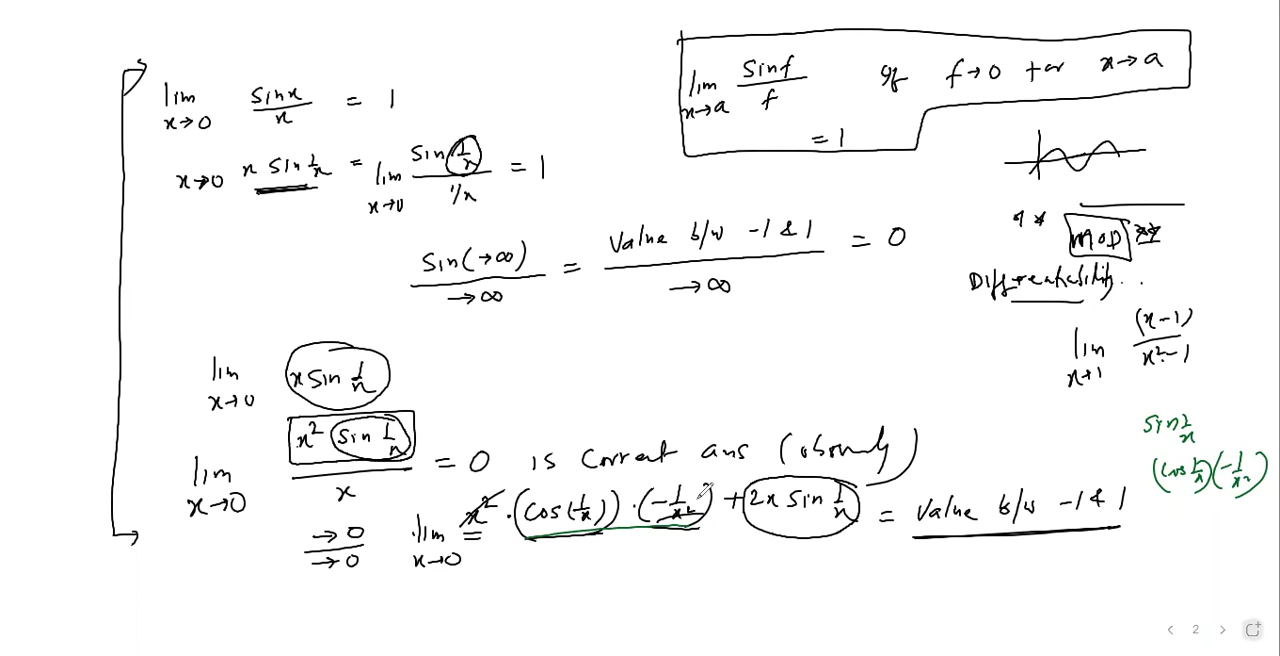 lim x→0 sinx/x = 1
lim x→a Sinf/f = 1 If f→0 for x→a
x→0 x sin 1/x = lim x→0 Sin(1/x)/1/x = 1
Sin(→∞)/→∞ = Value b/w -1 & 1/→∞ = 0
MOD **
Differentiability..
lim x→1 (x-1)/x²-1
lim x→0 x sin 1/x
lim x→0 x² sin 1/x / x = 0 is correct ans (obviously)
sin 1/x
(cos 1/x)(-1/x²)
→0/→0 lim x→0 = x² · (cos(1/x)) · (-1/x²) + 2x sin 1/x = Value b/w -1 & 1
2